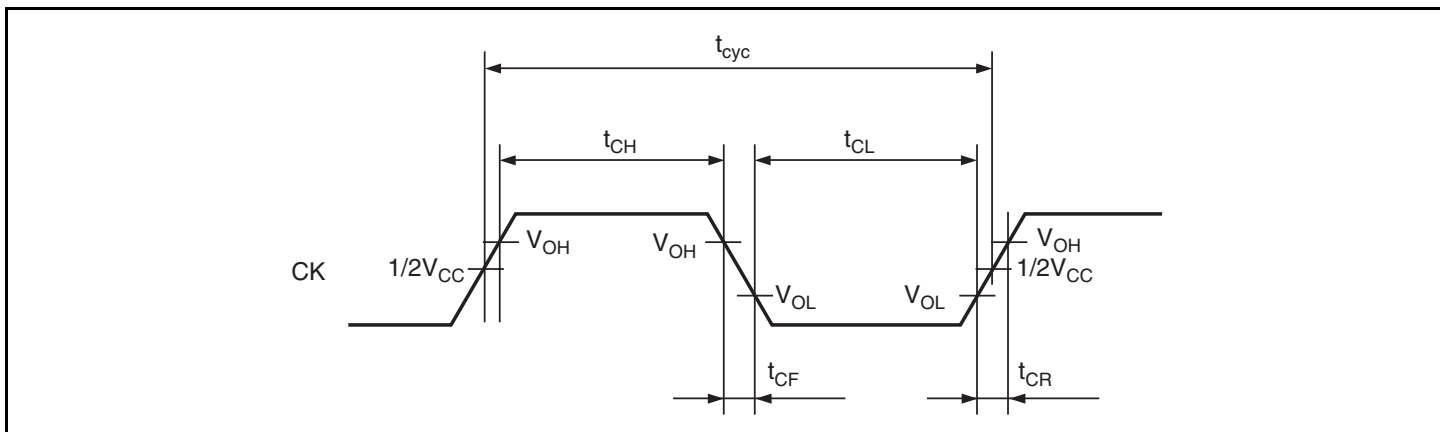 tcyc
tCH
tCL
VOH
VOH
VOH
CK
1/2VCC
1/2VCC
VOL
VOL
tCF
tCR